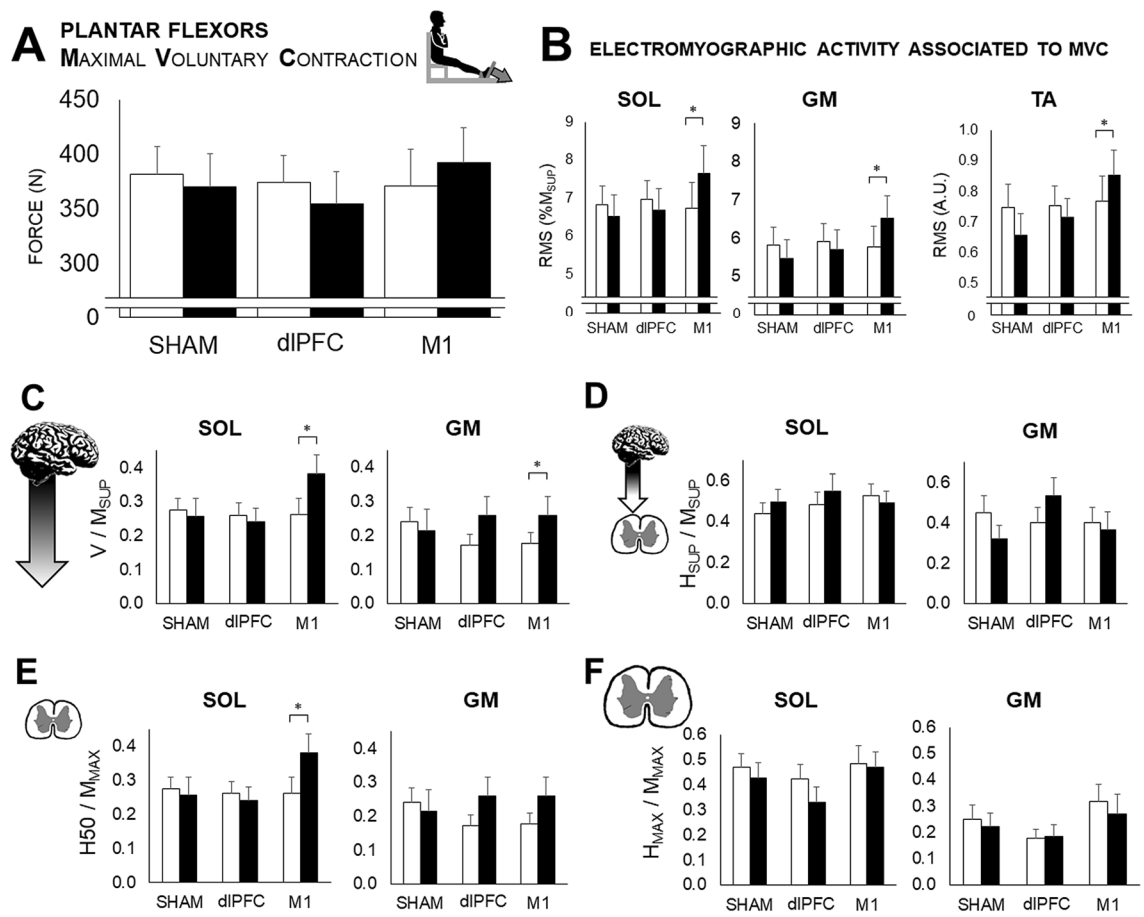 A
PLANTAR FLEXORS
MAXIMAL VOLUNTARY CONTRACTION
FORCE (N)
450
400
350
300
0
SHAM dlPFC M1
B
ELECTROMYOGRAPHIC ACTIVITY ASSOCIATED TO MVC
SOL
RMS (%MSUP)
9
8
7
6
5
0
*
SHAM dlPFC M1
GM
9
8
7
6
5
0
*
SHAM dlPFC M1
TA
RMS (A.U.)
1.0
0.9
0.8
0.7
0.6
0.5
0
*
SHAM dlPFC M1
C
SOL
V / MSUP
0.4
0.3
0.2
0.1
0.0
*
SHAM dlPFC M1
GM
0.4
0.3
0.2
0.1
0.0
*
SHAM dlPFC M1
D
SOL
HSUP / MSUP
0.6
0.4
0.2
0.0
SHAM dlPFC M1
GM
0.6
0.4
0.2
0.0
SHAM dlPFC M1
E
SOL
H50 / MMAX
0.4
0.3
0.2
0.1
0.0
*
SHAM dlPFC M1
GM
0.4
0.3
0.2
0.1
0.0
SHAM dlPFC M1
F
SOL
HMAX / MMAX
0.6
0.5
0.4
0.3
0.2
0.1
0.0
SHAM dlPFC M1
GM
0.6
0.5
0.4
0.3
0.2
0.1
0.0
SHAM dlPFC M1